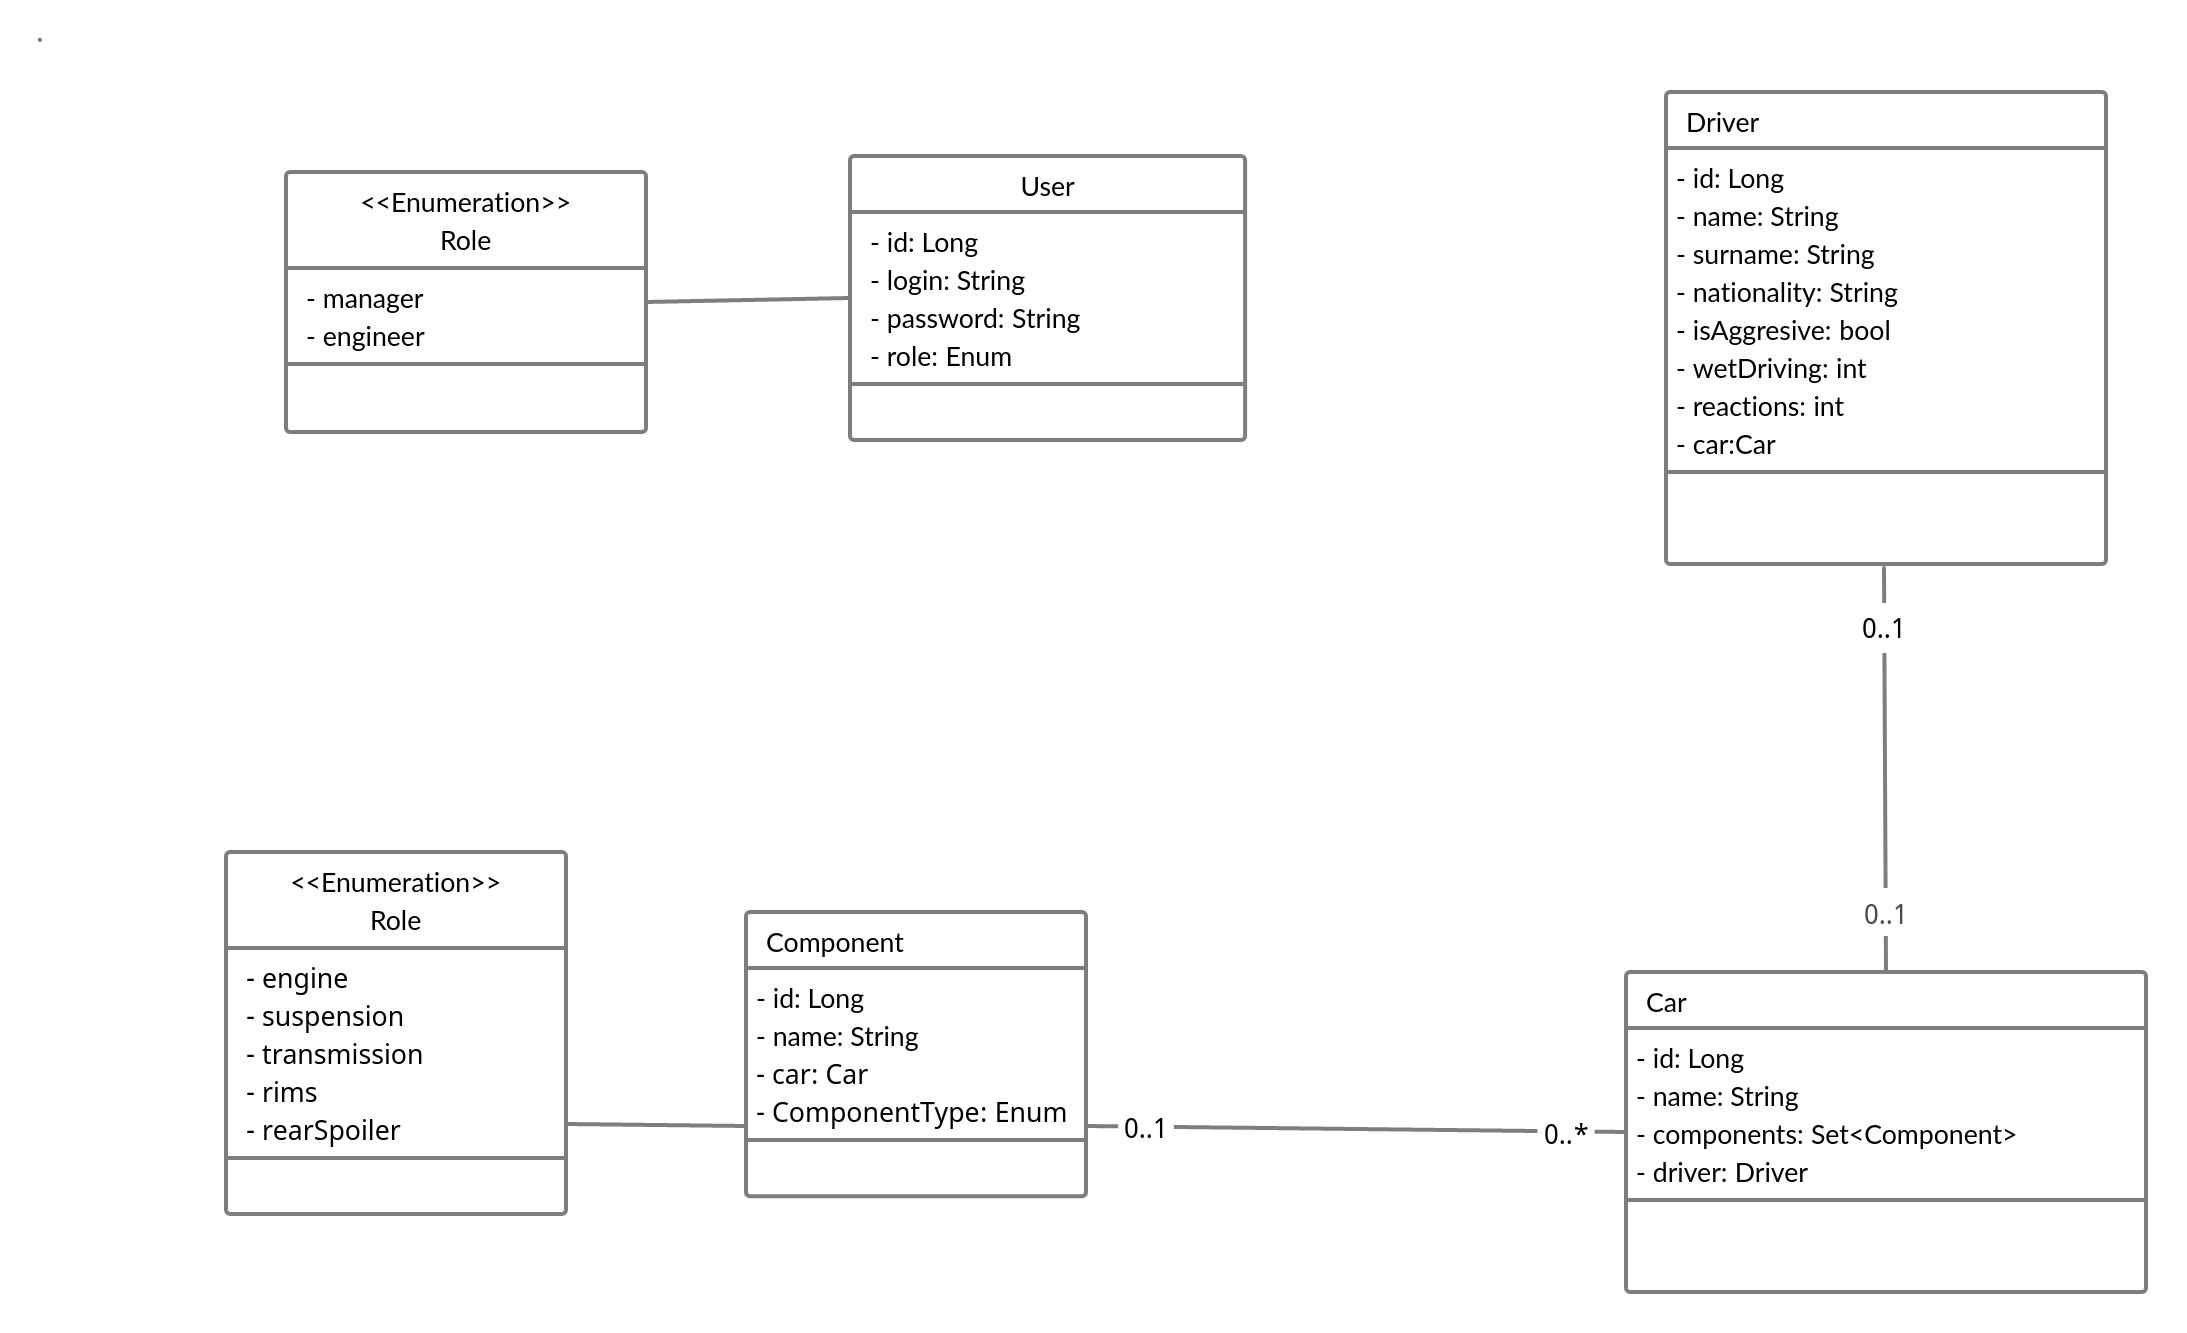 <<Enumeration>>
Role
- manager
- engineer
User
- id: Long
- login: String
- password: String
- role: Enum
Driver
- id: Long
- name: String
- surname: String
- nationality: String
- isAggresive: bool
- wetDriving: int
- reactions: int
- car:Car
0..1
0..1
<<Enumeration>>
Role
- engine
- suspension
- transmission
- rims
- rearSpoiler
Component
- id: Long
- name: String
- car: Car
- ComponentType: Enum
0..1
0..*
Car
- id: Long
- name: String
- components: Set<Component>
- driver: Driver